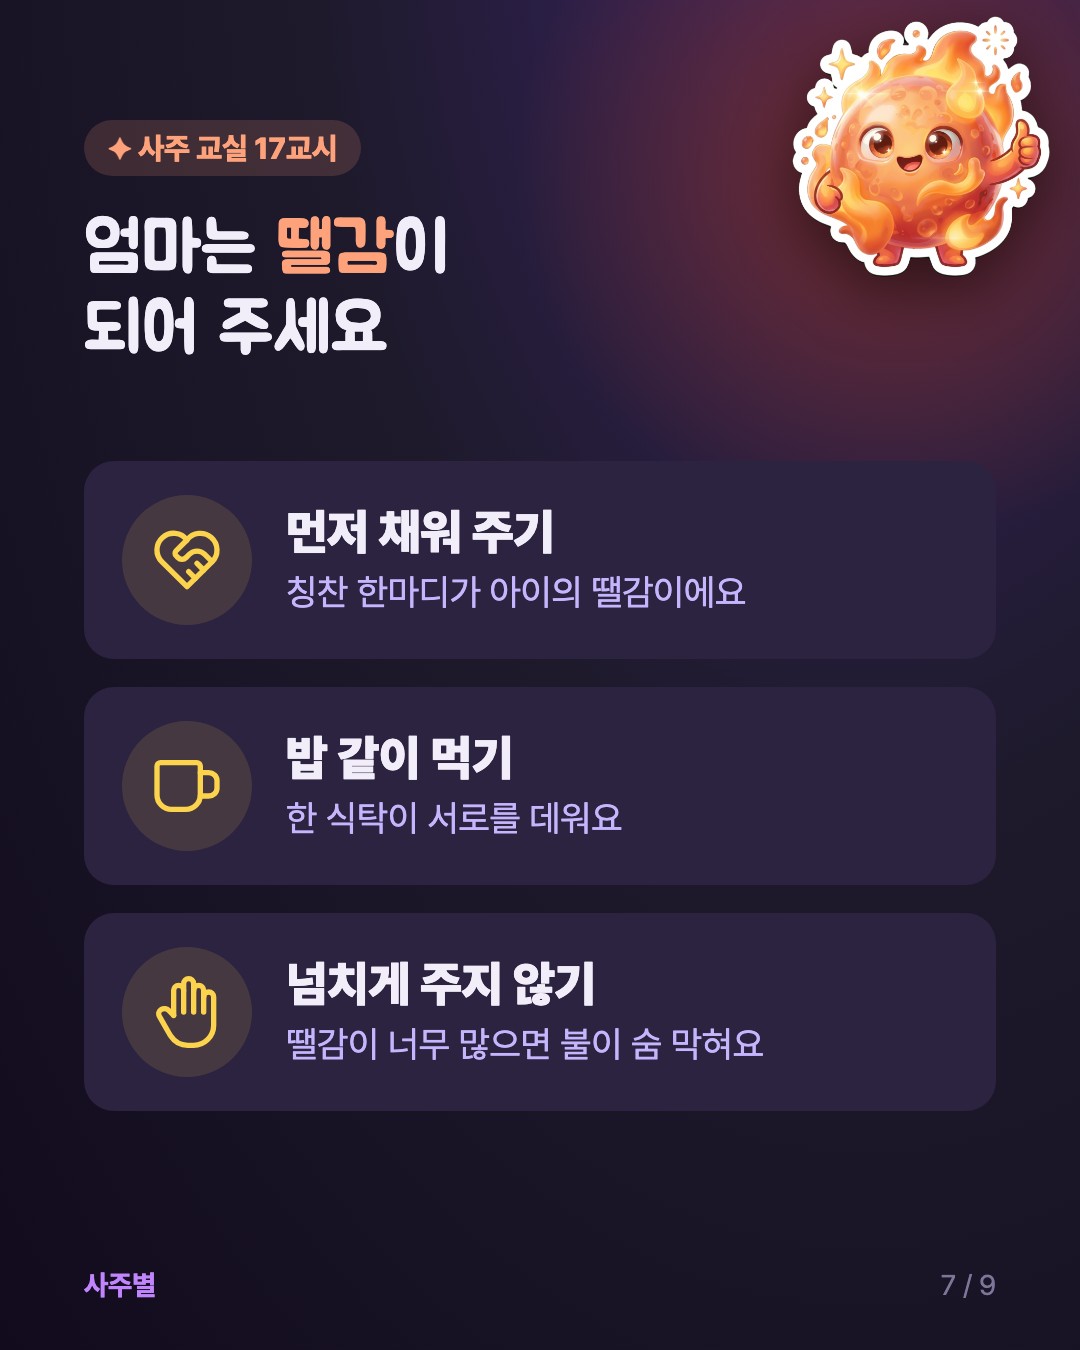 ✦ 사주 교실 17교시
엄마는 땔감이
되어 주세요
먼저 채워 주기
칭찬 한마디가 아이의 땔감이에요
밥 같이 먹기
한 식탁이 서로를 데워요
넘치게 주지 않기
땔감이 너무 많으면 불이 숨 막혀요
사주별
7 / 9